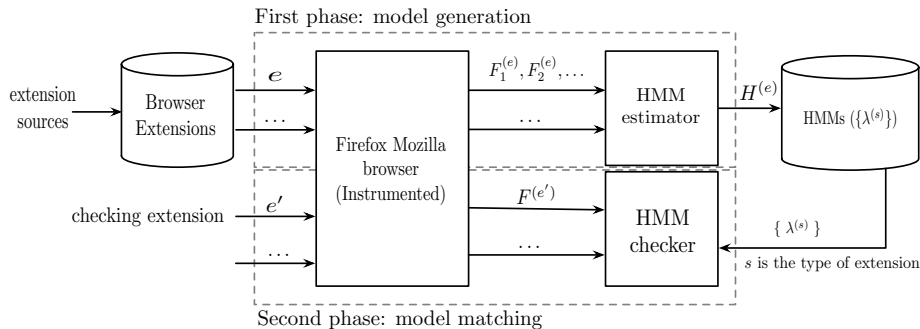 First phase: model generation
extension
sources
Browser
Extensions
e
...
Firefox Mozilla
browser
(Instrumented)
F₁⁽ᵉ⁾, F₂⁽ᵉ⁾, ...
...
HMM
estimator
H⁽ᵉ⁾
HMMs ({λ⁽ˢ⁾})
checking extension
e′
...
F⁽ᵉ′⁾
...
HMM
checker
{ λ⁽ˢ⁾ }
s is the type of extension
Second phase: model matching